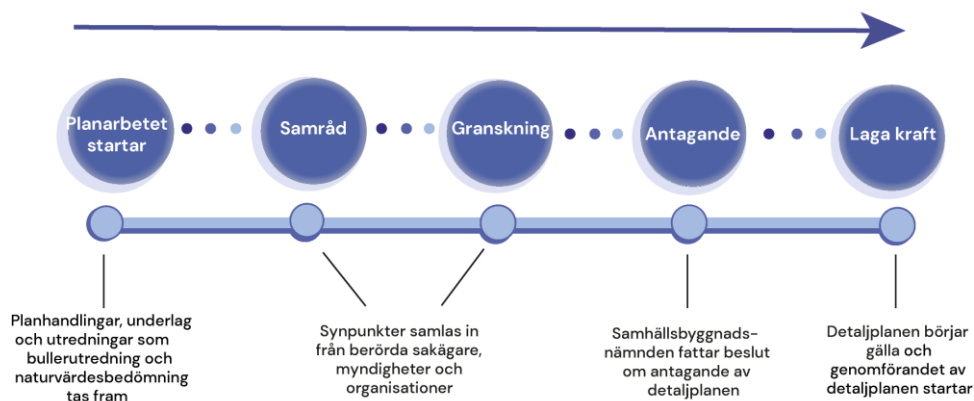 Planarbetet
startar
Samråd
Granskning
Antagande
Laga kraft
Planhandlingar, underlag
och utredningar som
bullerutredning och
naturvärdesbedömning
tas fram
Synpunkter samlas in
från berörda sakägare,
myndigheter och
organisationer
Samhällsbyggnads-
nämnden fattar beslut
om antagande av
detaljplanen
Detaljplanen börjar
gälla och
genomförandet av
detaljplanen startar